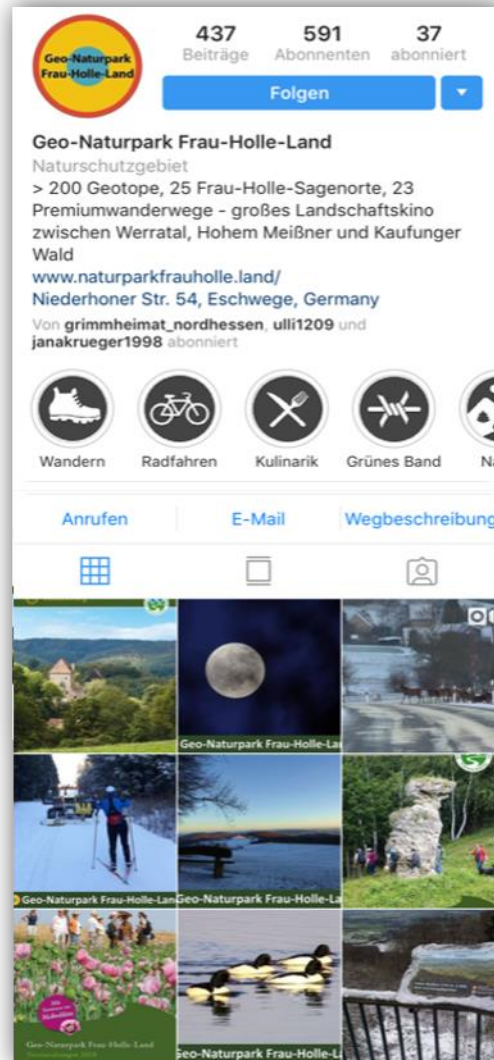 Geo-Naturpark
Frau-Holle-Land
437
591
37
Beiträge
Abonnenten
abonniert
Folgen
Geo-Naturpark Frau-Holle-Land
Naturschutzgebiet
> 200 Geotope, 25 Frau-Holle-Sagenorte, 23
Premiumwanderwege – großes Landschaftskino
zwischen Werratal, Hohem Meißner und Kaufunger
Wald
www.naturparkfrauholle.land/
Niederhoner Str. 54, Eschwege, Germany
Von grimmheimat_nordhessen, ulli1209 und
janakrueger1998 abonniert
Wandern
Radfahren
Kulinarik
Grünes Band
Na
Anrufen
E-Mail
Wegbeschreibung
Geo-Naturpark Frau-Holle-La
Geo-Naturpark Frau-Holle-Lan
Geo-Naturpark Frau-Holle-La
Geo-Naturpark Frau-Holle-Land
Geo-Naturpark Frau-Holle-La